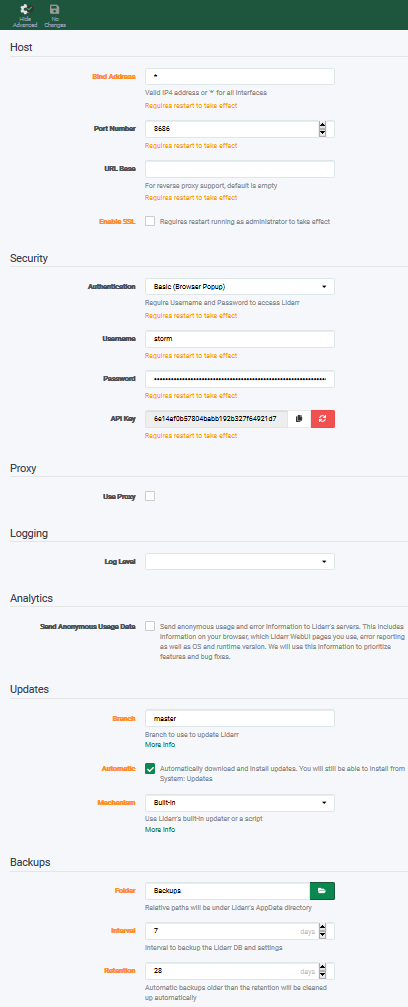 Hide Advanced
No Changes
Host
Bind Address
*
Valid IP4 address or '*' for all interfaces
Requires restart to take effect
Port Number
8686
Requires restart to take effect
URL Base
For reverse proxy support, default is empty
Requires restart to take effect
Enable SSL
Requires restart running as administrator to take effect
Security
Authentication
Basic (Browser Popup)
Require Username and Password to access Lidarr
Requires restart to take effect
Username
storm
Requires restart to take effect
Password
Requires restart to take effect
API Key
6e14af0b57804babb192b327f64921d7
Requires restart to take effect
Proxy
Use Proxy
Logging
Log Level
Analytics
Send Anonymous Usage Data
Send anonymous usage and error information to Lidarr's servers. This includes
information on your browser, which Lidarr WebUI pages you use, error reporting
as well as OS and runtime version. We will use this information to prioritize
features and bug fixes.
Updates
Branch
master
Branch to use to update Lidarr
More Info
Automatic
Automatically download and install updates. You will still be able to install from
System: Updates
Mechanism
Built-In
Use Lidarr's built-in updater or a script
More Info
Backups
Folder
Backups
Relative paths will be under Lidarr's AppData directory
Interval
7
days
Interval to backup the Lidarr DB and settings
Retention
28
days
Automatic backups older than the retention will be cleaned
up automatically